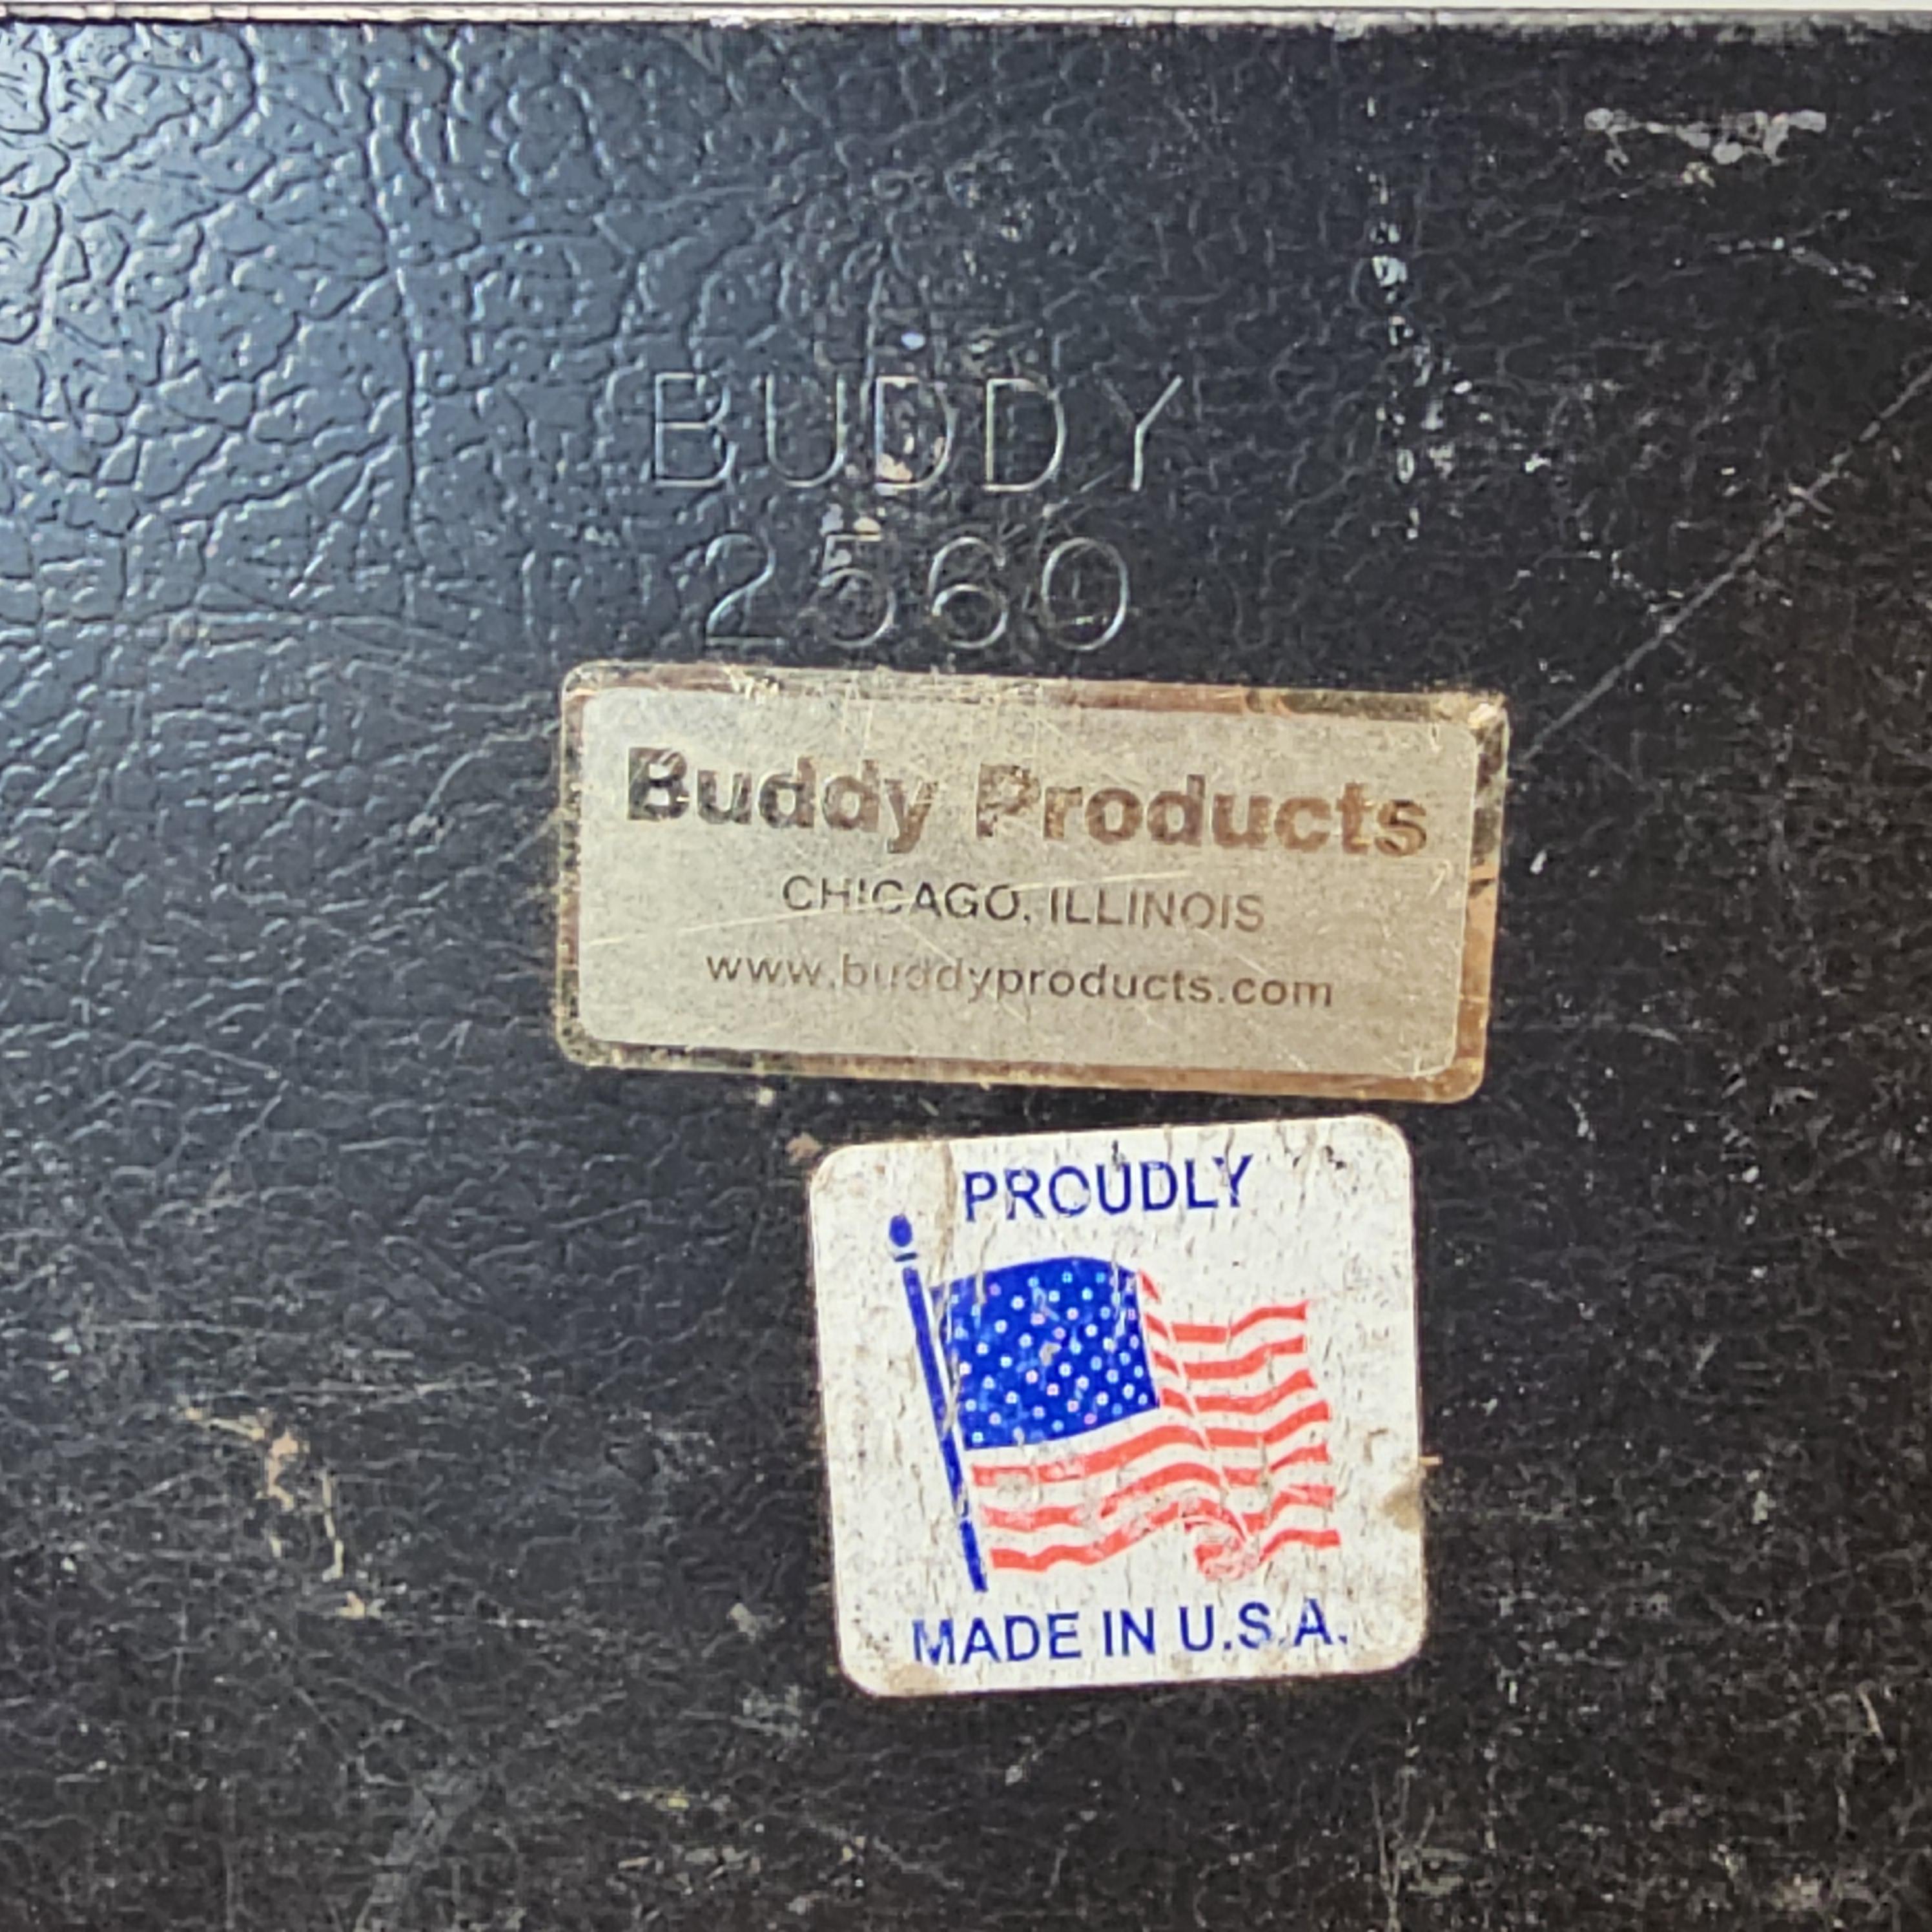 BUDDY
2560
Buddy Products
CHICAGO, ILLINOIS
www.buddyproducts.com
PROUDLY
MADE IN U.S.A.